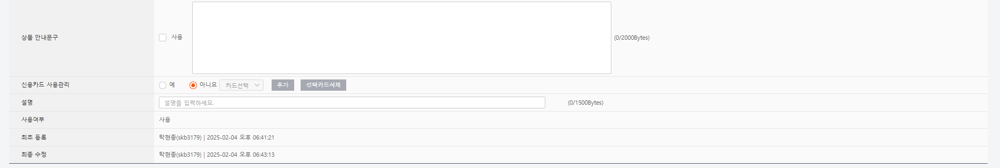 상품 안내문구 사용 (0/2000Bytes)
신용카드 사용관리 예 아니요 카드선택 추가 선택카드삭제
설명 설명을 입력하세요. (0/1500Bytes)
사용여부 사용
최초 등록 탁현종(skb3179) | 2025-02-04 오후 06:41:21
최종 수정 탁현종(skb3179) | 2025-02-04 오후 06:43:13